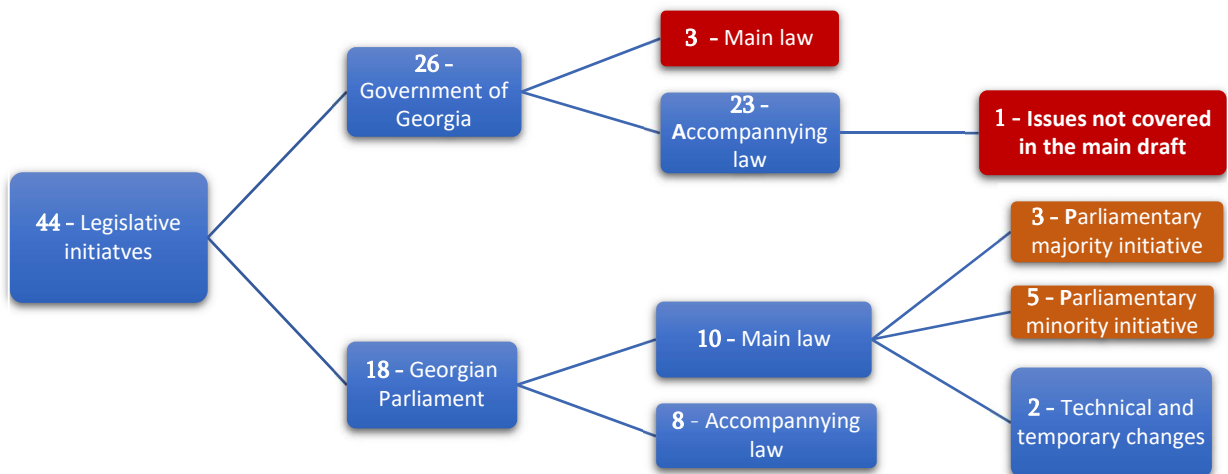 44 - Legislative
initiatves
26 -
Government of
Georgia
3 - Main law
23 -
Accompannying
law
1 - Issues not covered
in the main draft
18 - Georgian
Parliament
10 - Main law
3 - Parliamentary
majority initiative
5 - Parliamentary
minority initiative
2 - Technical and
temporary changes
8 - Accompannying
law